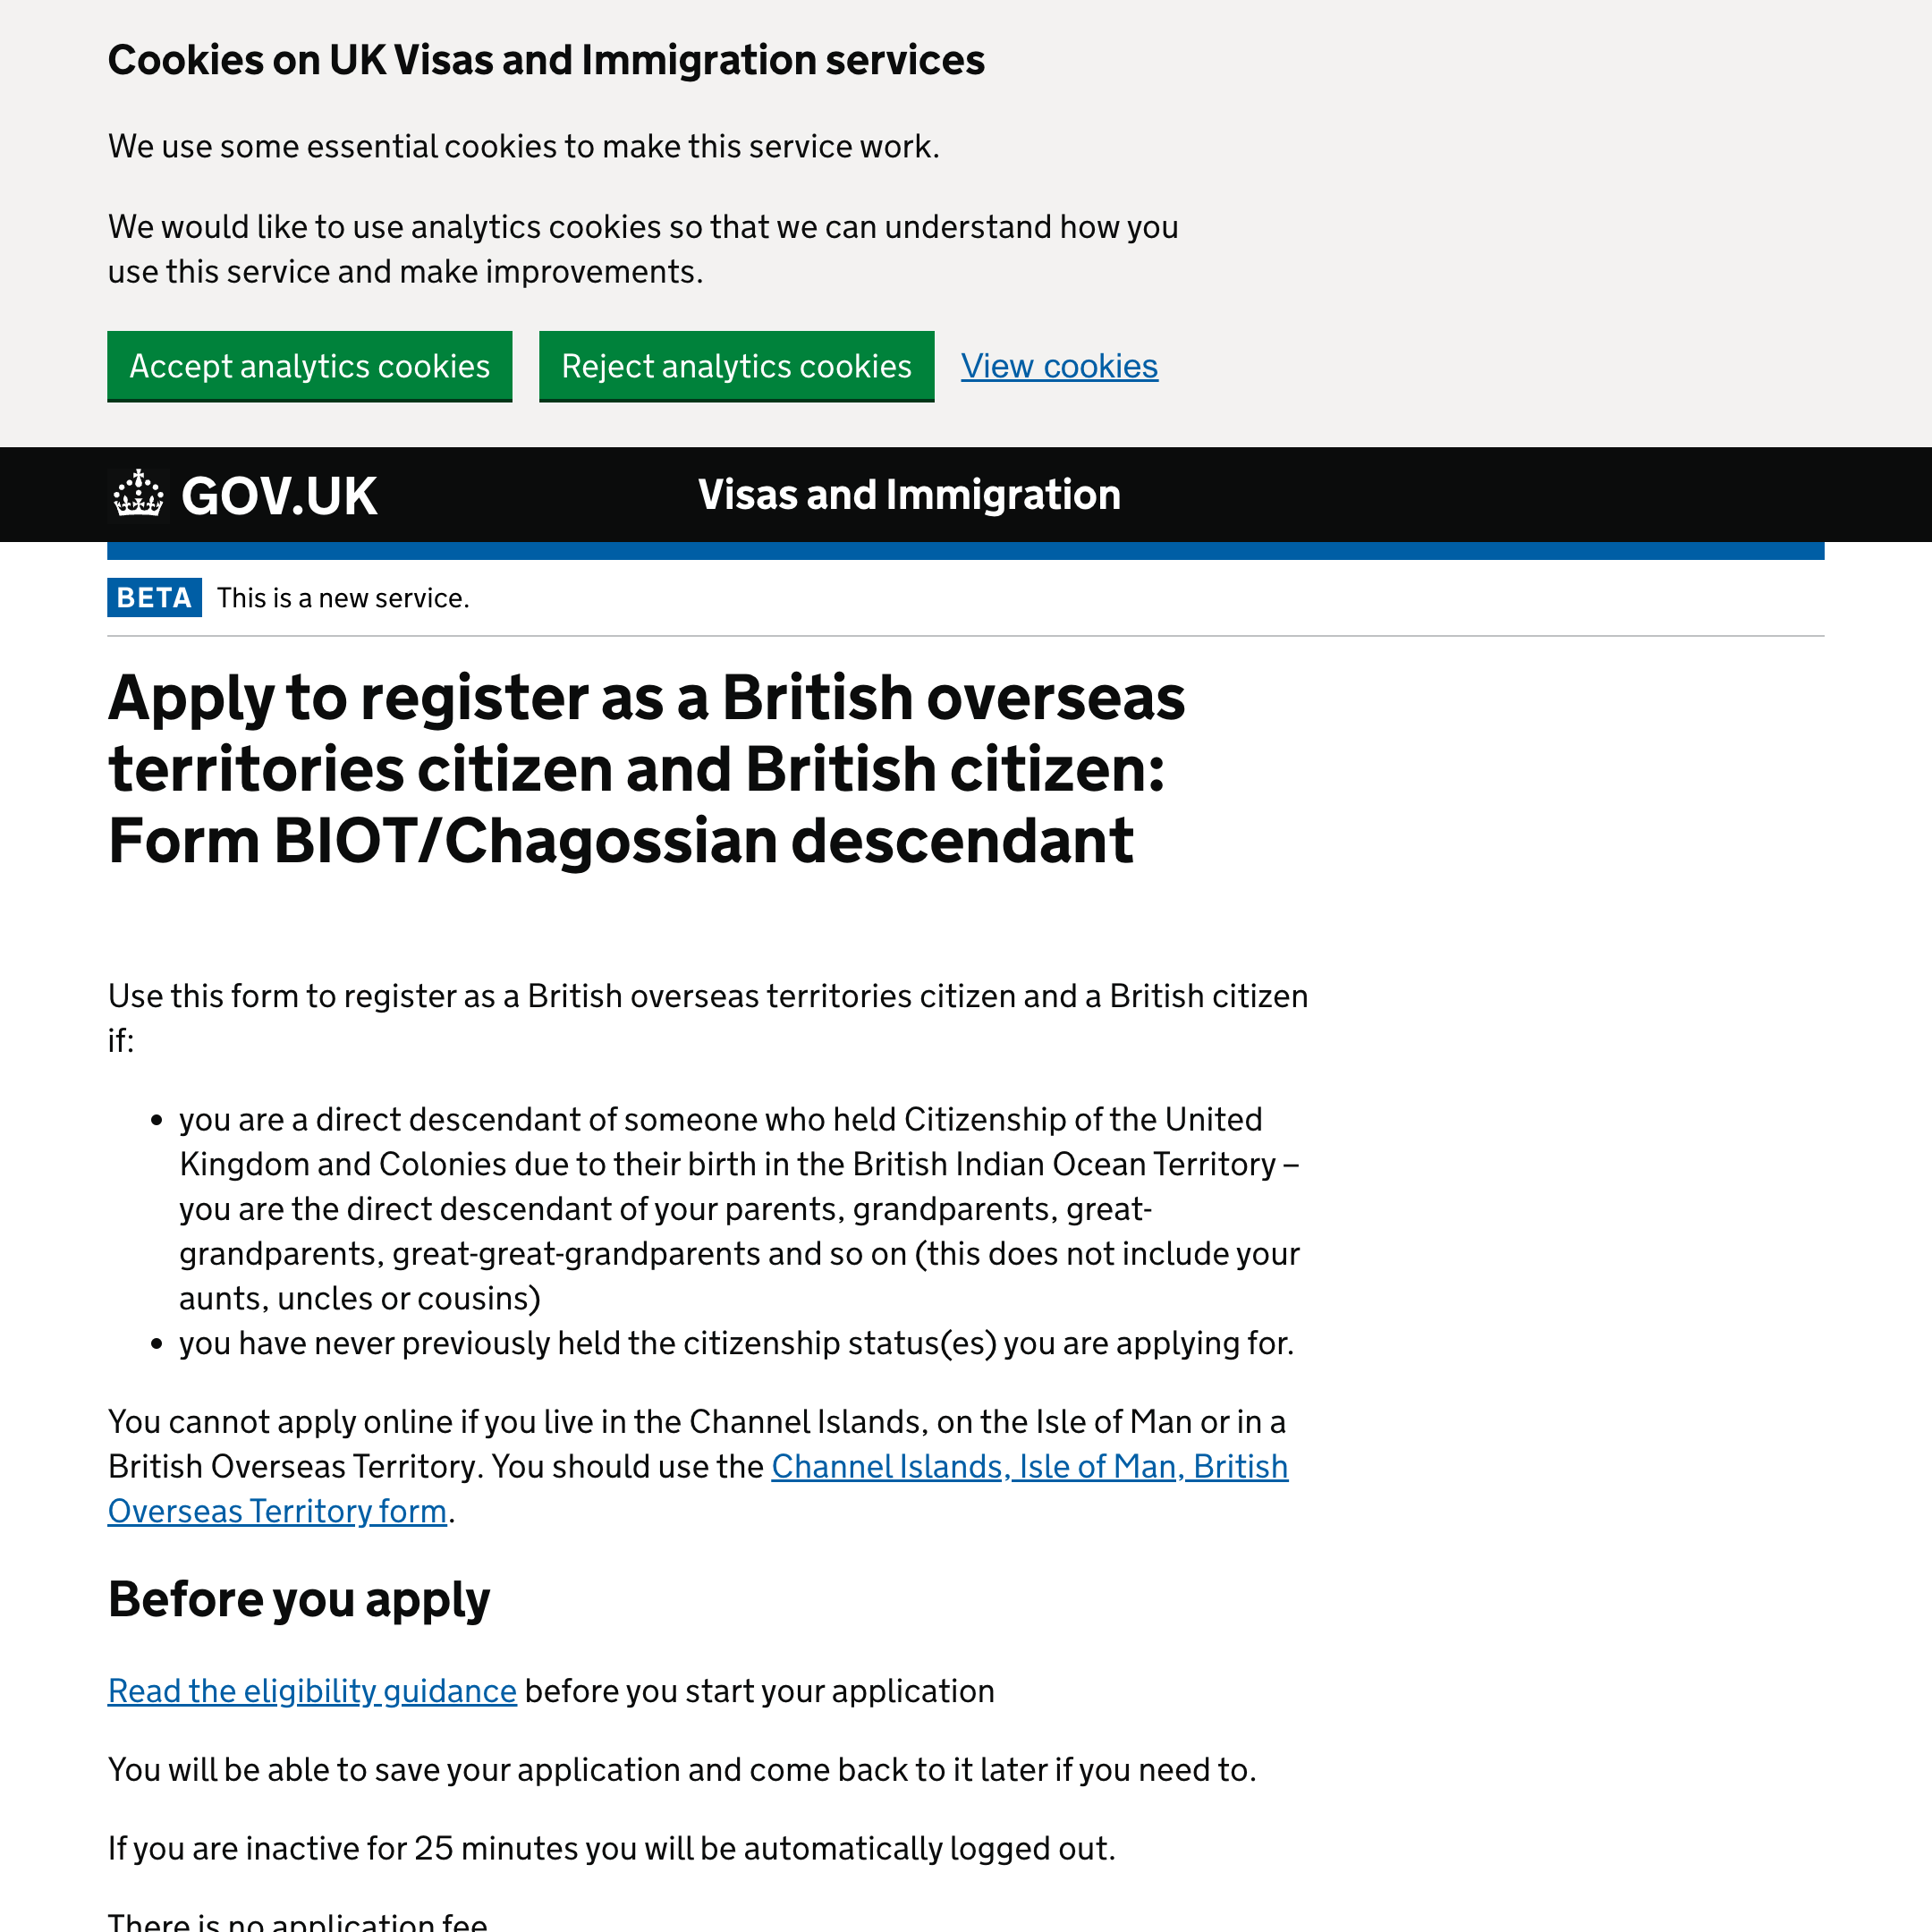 Cookies on UK Visas and Immigration services
We use some essential cookies to make this service work.
We would like to use analytics cookies so that we can understand how you
use this service and make improvements.
Accept analytics cookies
Reject analytics cookies
View cookies
GOV.UK
Visas and Immigration
BETA
This is a new service.
Apply to register as a British overseas
territories citizen and British citizen:
Form BIOT/Chagossian descendant
Use this form to register as a British overseas territories citizen and a British citizen
if:
• you are a direct descendant of someone who held Citizenship of the United
Kingdom and Colonies due to their birth in the British Indian Ocean Territory –
you are the direct descendant of your parents, grandparents, great-
grandparents, great-great-grandparents and so on (this does not include your
aunts, uncles or cousins)
• you have never previously held the citizenship status(es) you are applying for.
You cannot apply online if you live in the Channel Islands, on the Isle of Man or in a
British Overseas Territory. You should use the Channel Islands, Isle of Man, British
Overseas Territory form.
Before you apply
Read the eligibility guidance before you start your application
You will be able to save your application and come back to it later if you need to.
If you are inactive for 25 minutes you will be automatically logged out.
There is no application fee